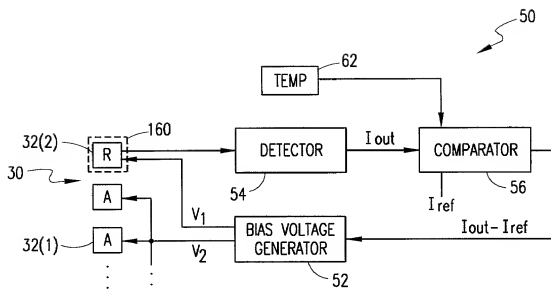 50
62
TEMP
32(2)
160
R
DETECTOR
Iout
COMPARATOR
54
56
30
A
V1
Iref
BIAS VOLTAGE
GENERATOR
Iout-Iref
32(1)
A
V2
52